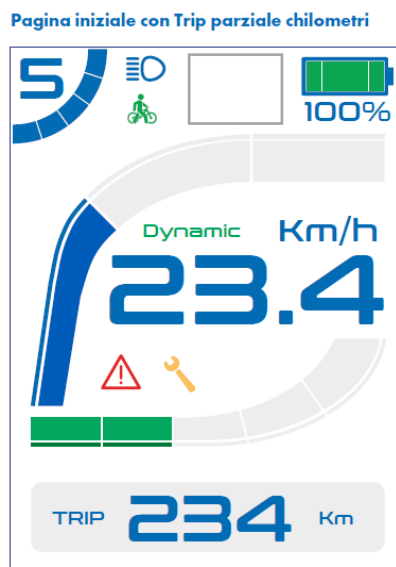 Pagina iniziale con Trip parziale chilometri
5
100%
Dynamic Km/h
23.4
TRIP 234 Km